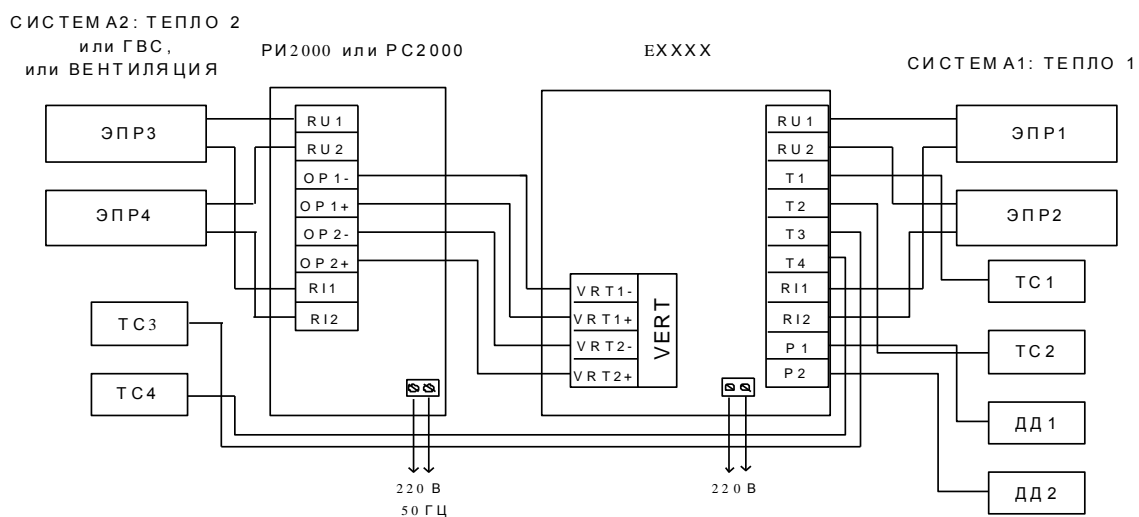 СИСТЕМА2: ТЕПЛО 2
или ГВС,
или ВЕНТИЛЯЦИЯ
РИ2000 или РС2000
EXXXX
СИСТЕМА1: ТЕПЛО 1
ЭПР3
ЭПР4
ТС3
ТС4
RU1
RU2
OP1-
OP1+
OP2-
OP2+
RI1
RI2
220 В
50 ГЦ
VRT1-
VRT1+
VRT2-
VRT2+
VERT
220 В
RU1
RU2
T1
T2
T3
T4
RI1
RI2
P1
P2
ЭПР1
ЭПР2
ТС1
ТС2
ДД1
ДД2